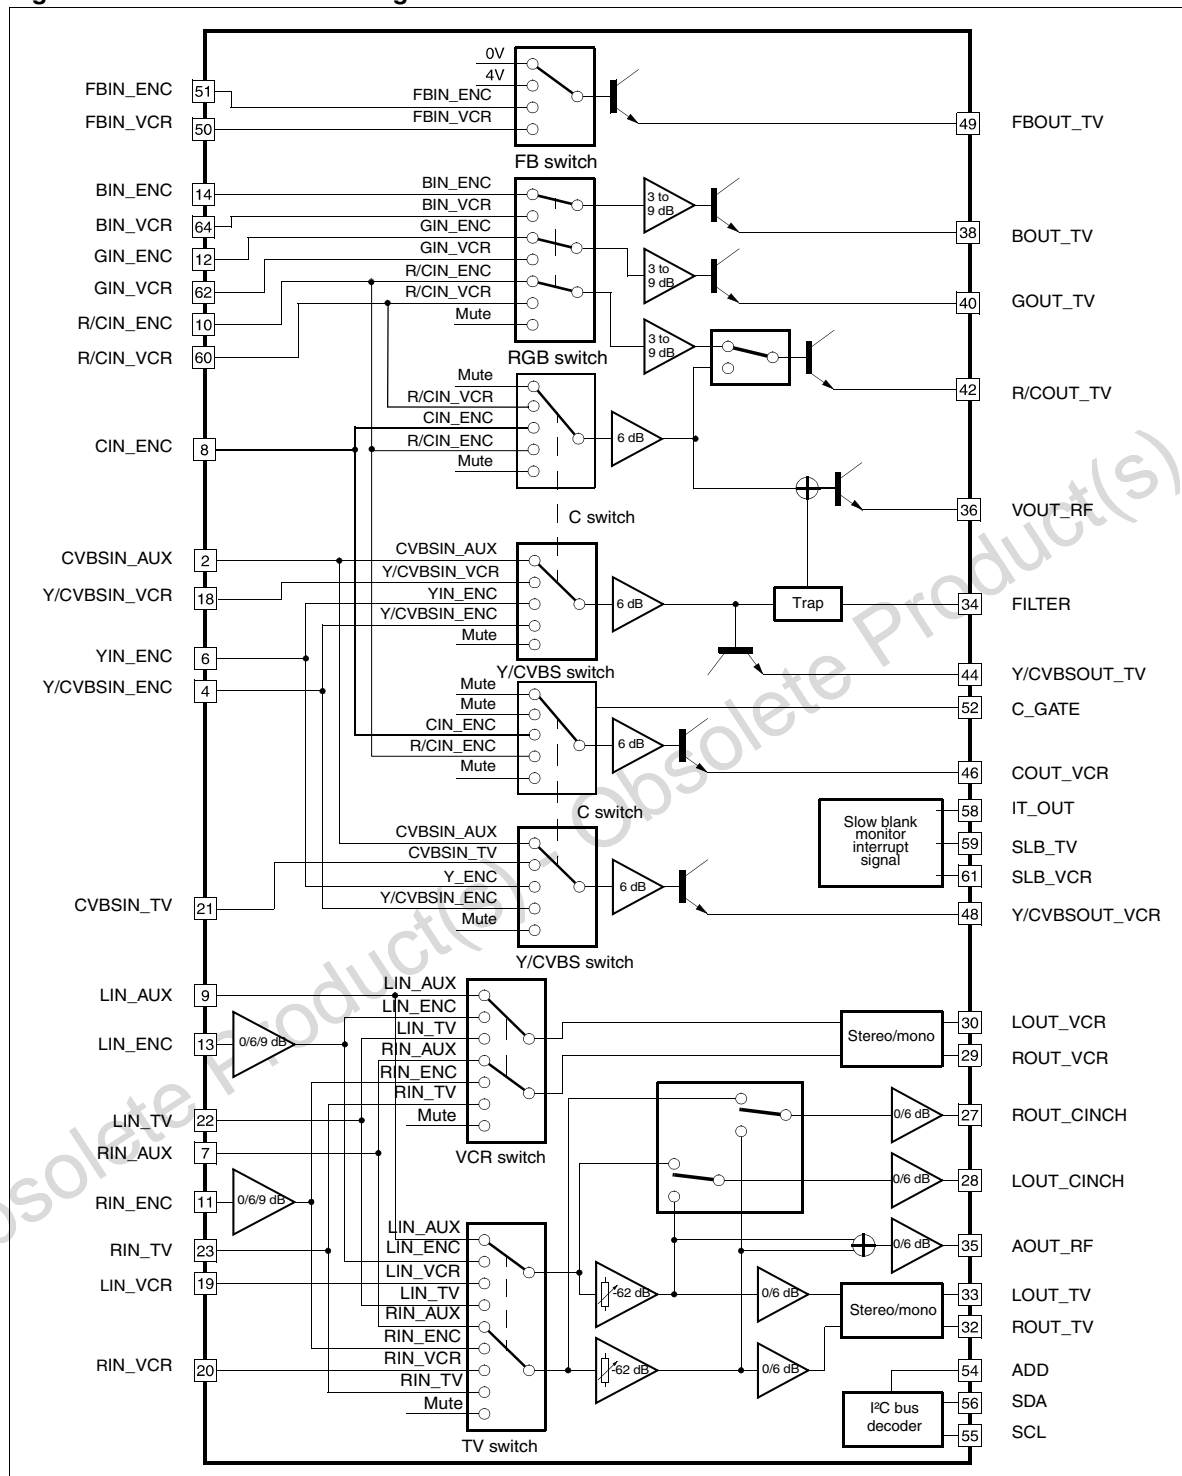 0V
4V
FBIN_ENC 51 FBIN_ENC
FBIN_VCR 50 FBIN_VCR
49 FBOUT_TV
FB switch
BIN_ENC 14 BIN_ENC
BIN_VCR 64 BIN_VCR
GIN_ENC 12 GIN_ENC
GIN_VCR 62 GIN_VCR
R/CIN_ENC 10 R/CIN_ENC
R/CIN_VCR 60 R/CIN_VCR
Mute
RGB switch
3 to
9 dB
38 BOUT_TV
3 to
9 dB
40 GOUT_TV
3 to
9 dB
42 R/COUT_TV
Mute
R/CIN_VCR
CIN_ENC 8 CIN_ENC
R/CIN_ENC
Mute
6 dB
C switch
36 VOUT_RF
CVBSIN_AUX 2 CVBSIN_AUX
Y/CVBSIN_VCR 18 Y/CVBSIN_VCR
YIN_ENC
Y/CVBSIN_ENC
Mute
6 dB
Trap
34 FILTER
YIN_ENC 6
Y/CVBSIN_ENC 4
Y/CVBS switch
44 Y/CVBSOUT_TV
Mute
Mute
CIN_ENC
R/CIN_ENC
Mute
6 dB
52 C_GATE
46 COUT_VCR
C switch
Slow blank
monitor
interrupt
signal
58 IT_OUT
59 SLB_TV
61 SLB_VCR
CVBSIN_AUX
CVBSIN_TV
Y_ENC
Y/CVBSIN_ENC
Mute
CVBSIN_TV 21
6 dB
48 Y/CVBSOUT_VCR
Y/CVBS switch
LIN_AUX 9 LIN_AUX
LIN_ENC
LIN_ENC 13 0/6/9 dB
LIN_TV
RIN_AUX
RIN_ENC
RIN_TV
Mute
LIN_TV 22
RIN_AUX 7
VCR switch
Stereo/mono
30 LOUT_VCR
29 ROUT_VCR
0/6 dB 27 ROUT_CINCH
0/6 dB 28 LOUT_CINCH
RIN_ENC 11 0/6/9 dB
RIN_TV 23
LIN_VCR 19
RIN_VCR 20
LIN_AUX
LIN_ENC
LIN_VCR
LIN_TV
RIN_AUX
RIN_ENC
RIN_VCR
RIN_TV
Mute
TV switch
0/6 dB 35 AOUT_RF
-62 dB
0/6 dB
-62 dB
0/6 dB
Stereo/mono
33 LOUT_TV
32 ROUT_TV
54 ADD
I²C bus
decoder
56 SDA
55 SCL
Obsolete Product(s) - Obsolete Product(s)